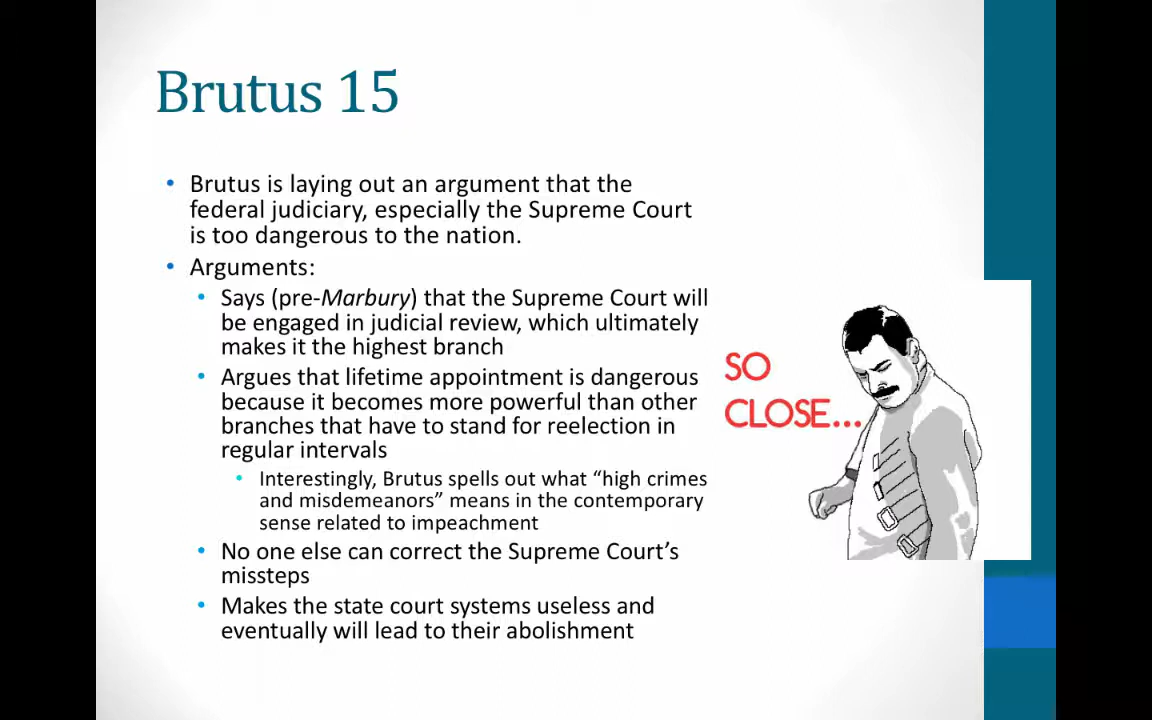 Brutus 15
• Brutus is laying out an argument that the
federal judiciary, especially the Supreme Court
is too dangerous to the nation.
• Arguments:
• Says (pre-Marbury) that the Supreme Court will
be engaged in judicial review, which ultimately
makes it the highest branch
• Argues that lifetime appointment is dangerous
because it becomes more powerful than other
branches that have to stand for reelection in
regular intervals
• Interestingly, Brutus spells out what “high crimes
and misdemeanors” means in the contemporary
sense related to impeachment
• No one else can correct the Supreme Court’s
missteps
• Makes the state court systems useless and
eventually will lead to their abolishment
SO
CLOSE...